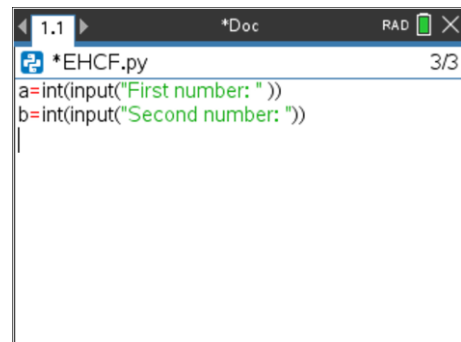 1.1 *Doc RAD
*EHCF.py 3/3
a=int(input("First number: " ))
b=int(input("Second number: "))